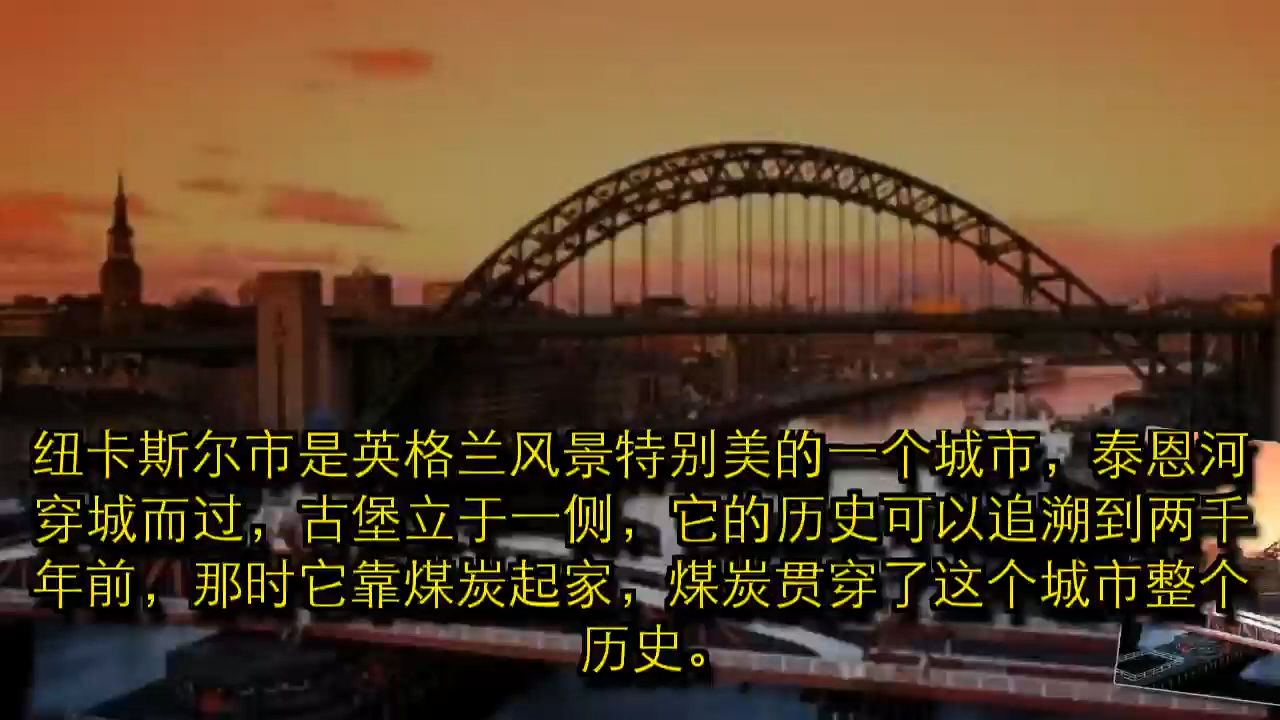 纽卡斯尔市是英格兰风景特别美的一个城市，泰恩河
穿城而过，古堡立于一侧，它的历史可以追溯到两千
年前，那时它靠煤炭起家，煤炭贯穿了这个城市整个
历史。